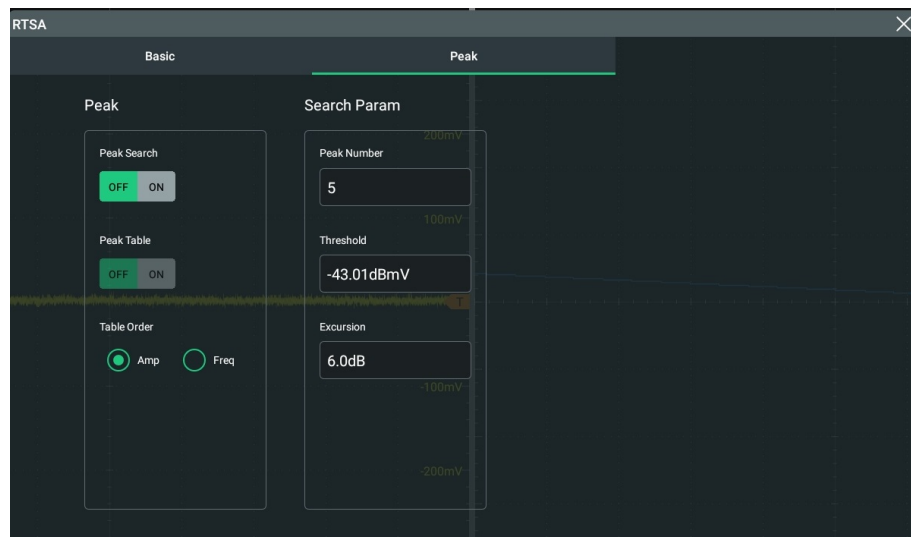 RTSA
Basic
Peak
Peak
Peak Search
OFF ON
Peak Table
OFF ON
Table Order
Amp Freq
Search Param
Peak Number
5
Threshold
-43.01dBmV
Excursion
6.0dB
200mV
100mV
T
-100mV
-200mV